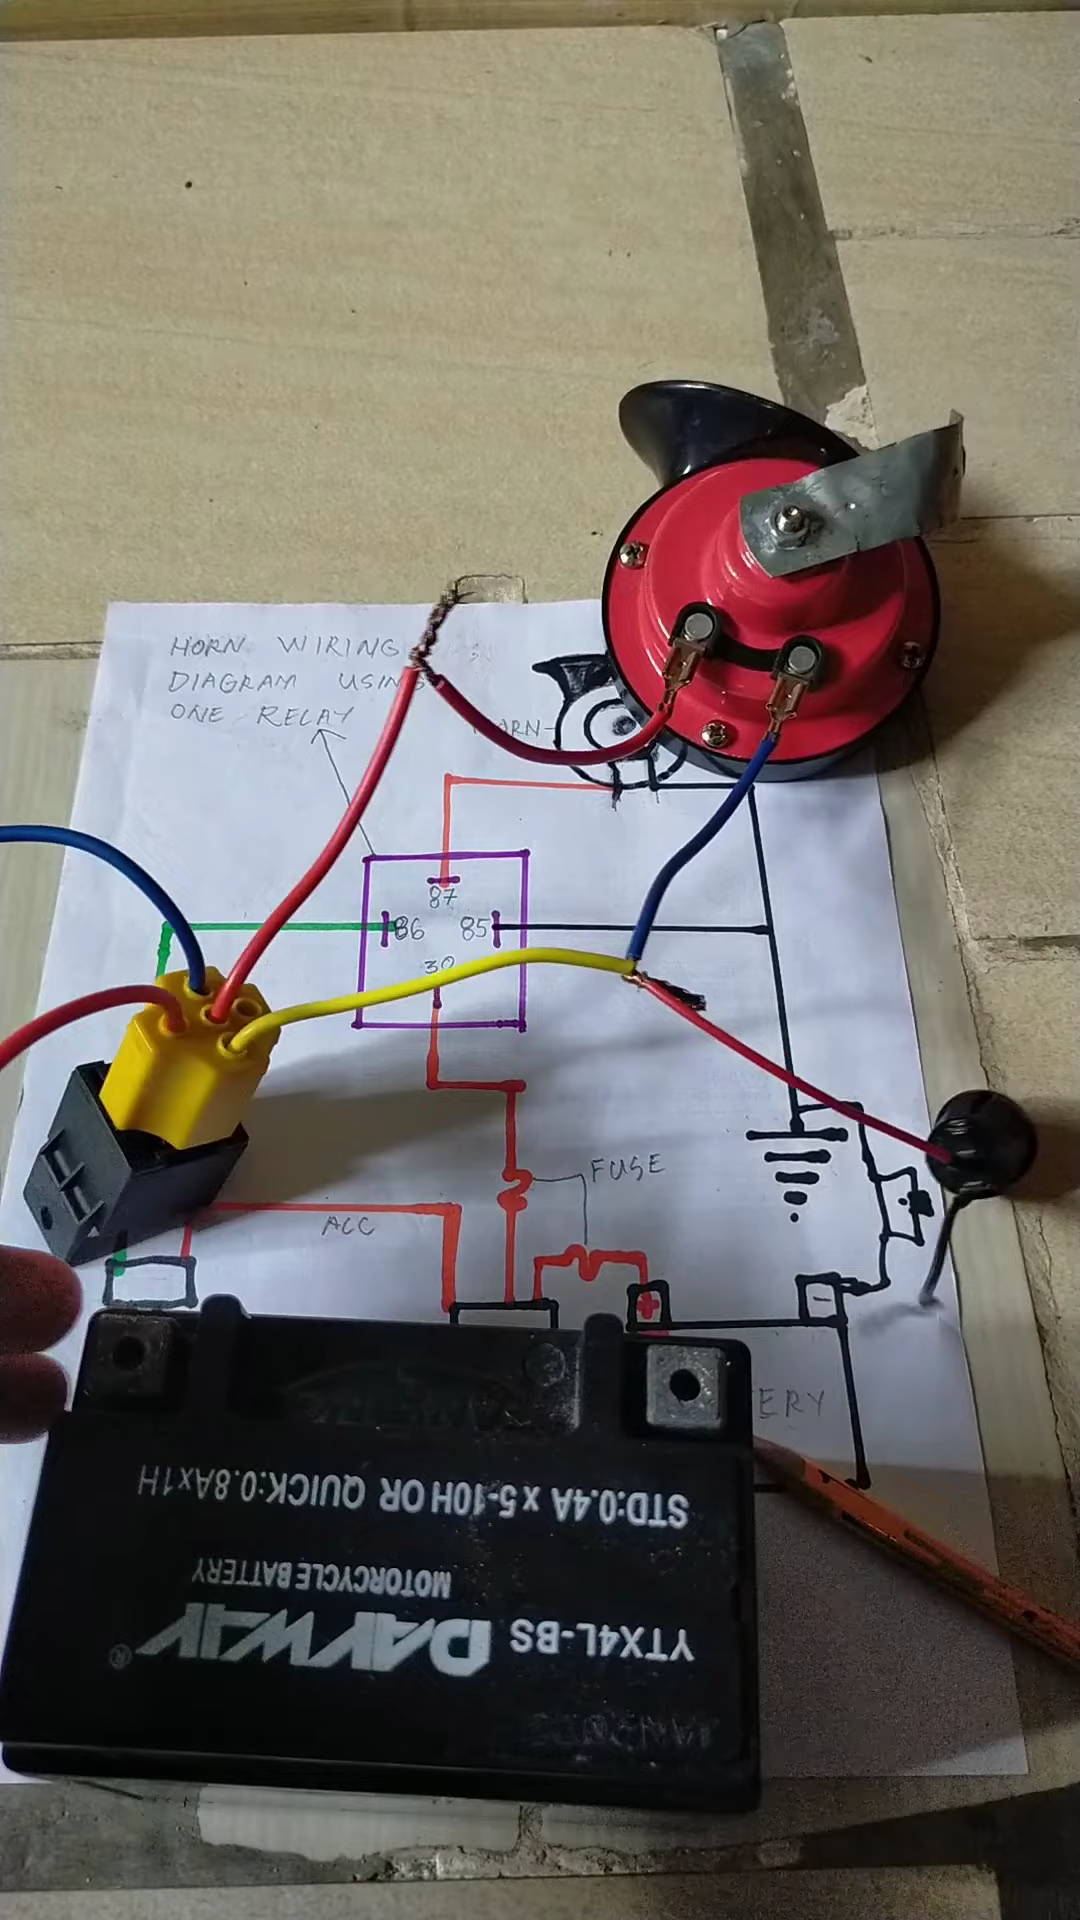 HORN WIRING
DIAGRAM USING
ONE RELAY
87
86
85
30
FUSE
ACC
+
-
STD:0.4A x 5-10H OR QUICK:0.8Ax1H
MOTORCYCLE BATTERY
YTX4L-BS DAYWAY®